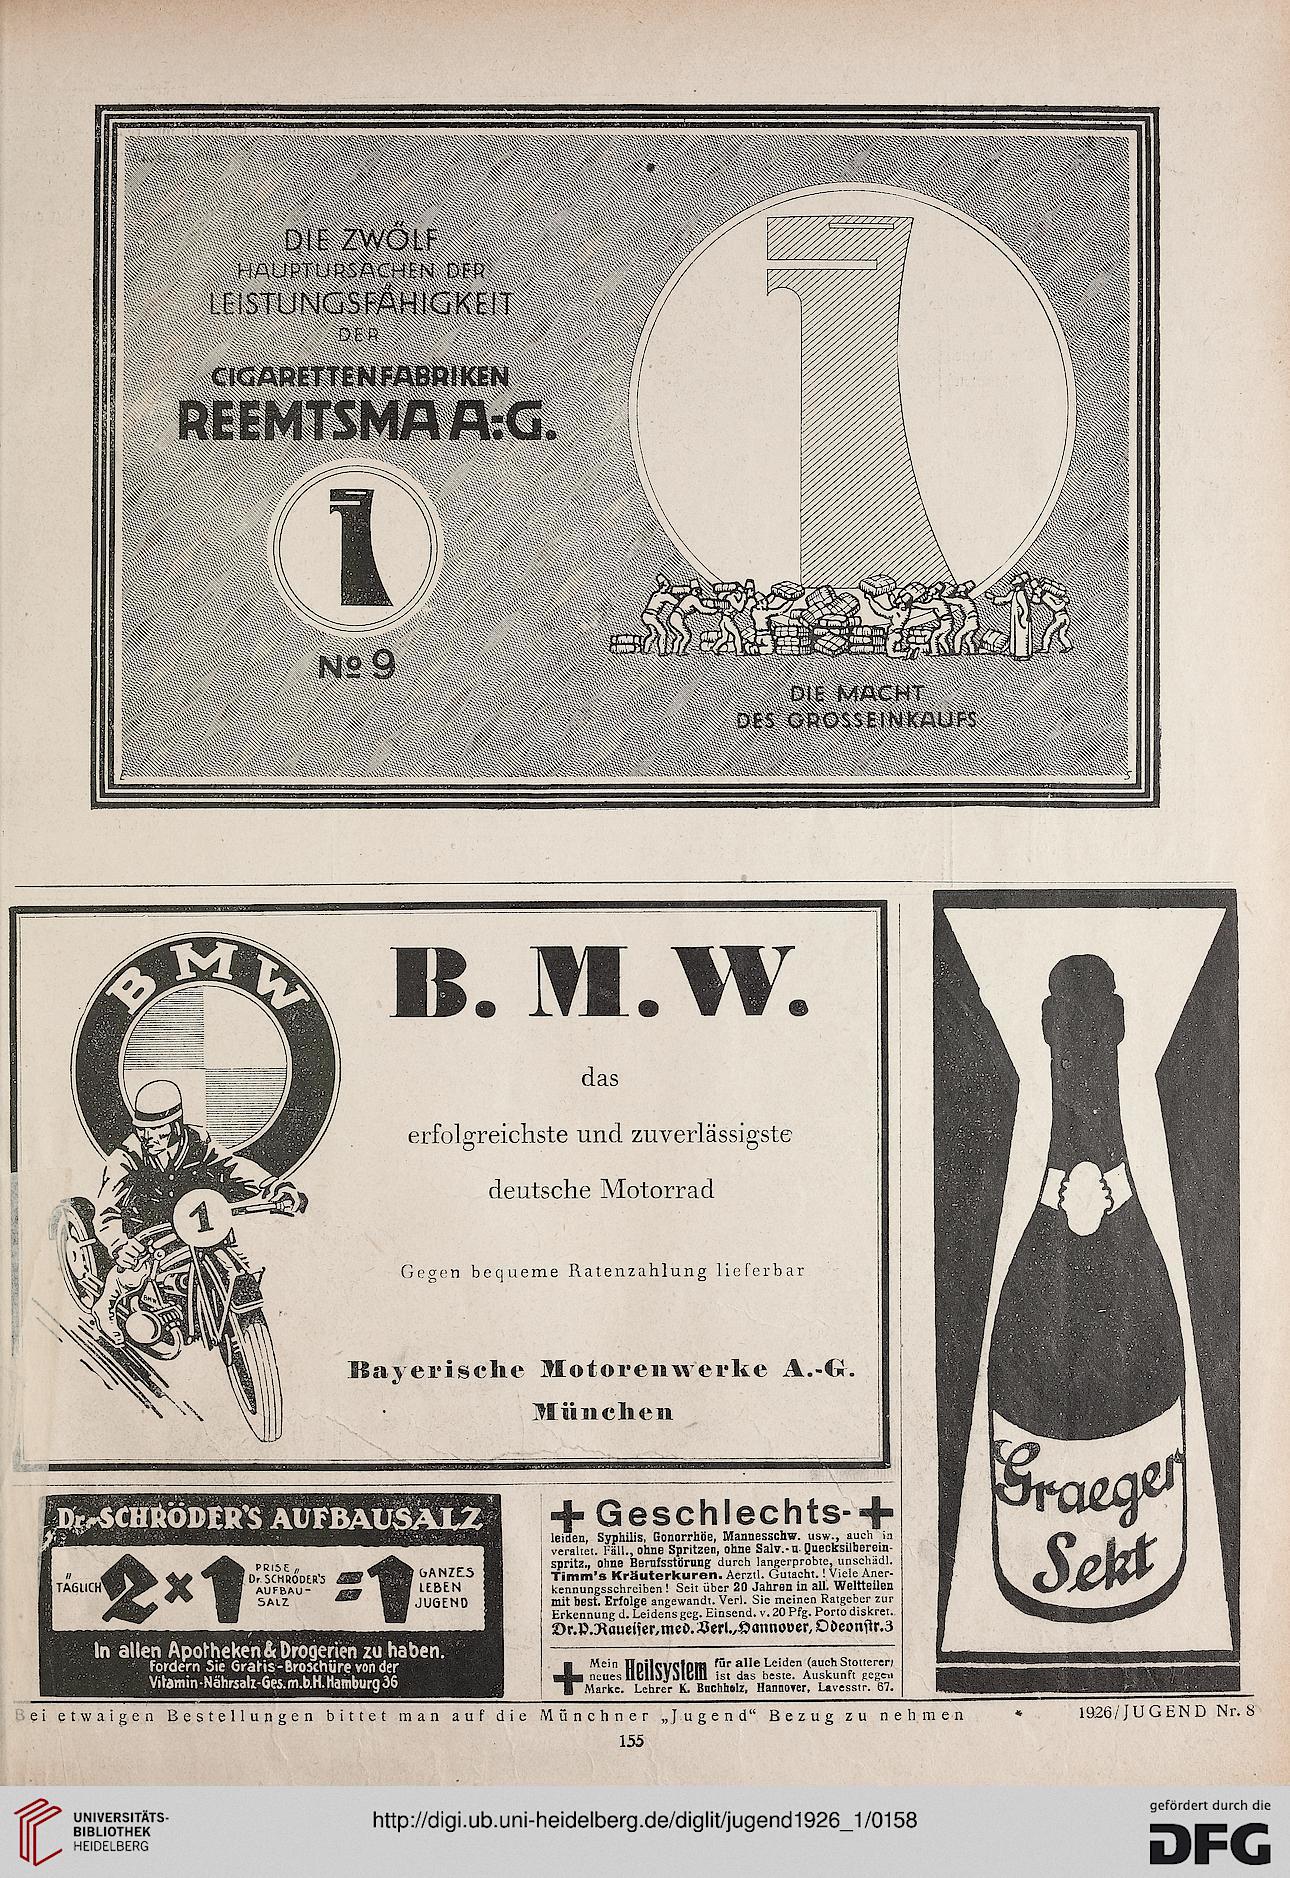 DIE ZWÖLF
HAUPTURSACHEN DER
LEISTUNGSFÄHIGKEIT
DER
CIGARETTENFABRIKEN
REEMTSMA A.=G.
1
1
No 9
DIE MACHT
DES GROSSEINKAUFS
BMW
1
BMW
B. M. W.
das
erfolgreichste und zuverlässigste
deutsche Motorrad
Gegen bequeme Ratenzahlung lieferbar
Bayerische Motorenwerke A.-G.
München
Graeger
Sekt
Dr. SCHRÖDER'S AUFBAUSALZ
TÄGLICH 2 × 1 PRISE „ Dr. SCHRÖDER'S AUFBAU- SALZ = 1 GANZES LEBEN JUGEND
In allen Apotheken & Drogerien zu haben.
Fordern Sie Gratis-Broschüre von der
Vitamin-Nährsalz-Ges.m.b.H. Hamburg 36
+ Geschlechts- +
leiden, Syphilis, Gonorrhöe, Mannesschw. usw., auch in
veraltet. Fäll., ohne Spritzen, ohne Salv.- u. Quecksilberein-
spritz., ohne Berufsstörung durch langerprobte, unschädl.
Timm's Kräuterkuren. Aerztl. Gutacht. ! Viele Aner-
kennungsschreiben! Seit über 20 Jahren in all. Weltteilen
mit best. Erfolge angewandt. Verl. Sie meinen Ratgeber zur
Erkennung d. Leidens geg. Einsend. v. 20 Pfg. Porto diskret.
Dr. P. Raueiser, med. Verl., Hannover, Odeonstr. 3
+ Mein neues Heilsystem für alle Leiden (auch Stotterer)
ist das beste. Auskunft gegen
Marke. Lehrer K. Buchholz, Hannover, Lavesstr. 67.
Bei etwaigen Bestellungen bittet man auf die Münchner „Jugend“ Bezug zu nehmen * 1926 / JUGEND Nr. 8
155
UNIVERSITÄTS-
BIBLIOTHEK
HEIDELBERG
http://digi.ub.uni-heidelberg.de/diglit/jugend1926_1/0158
gefördert durch die
DFG